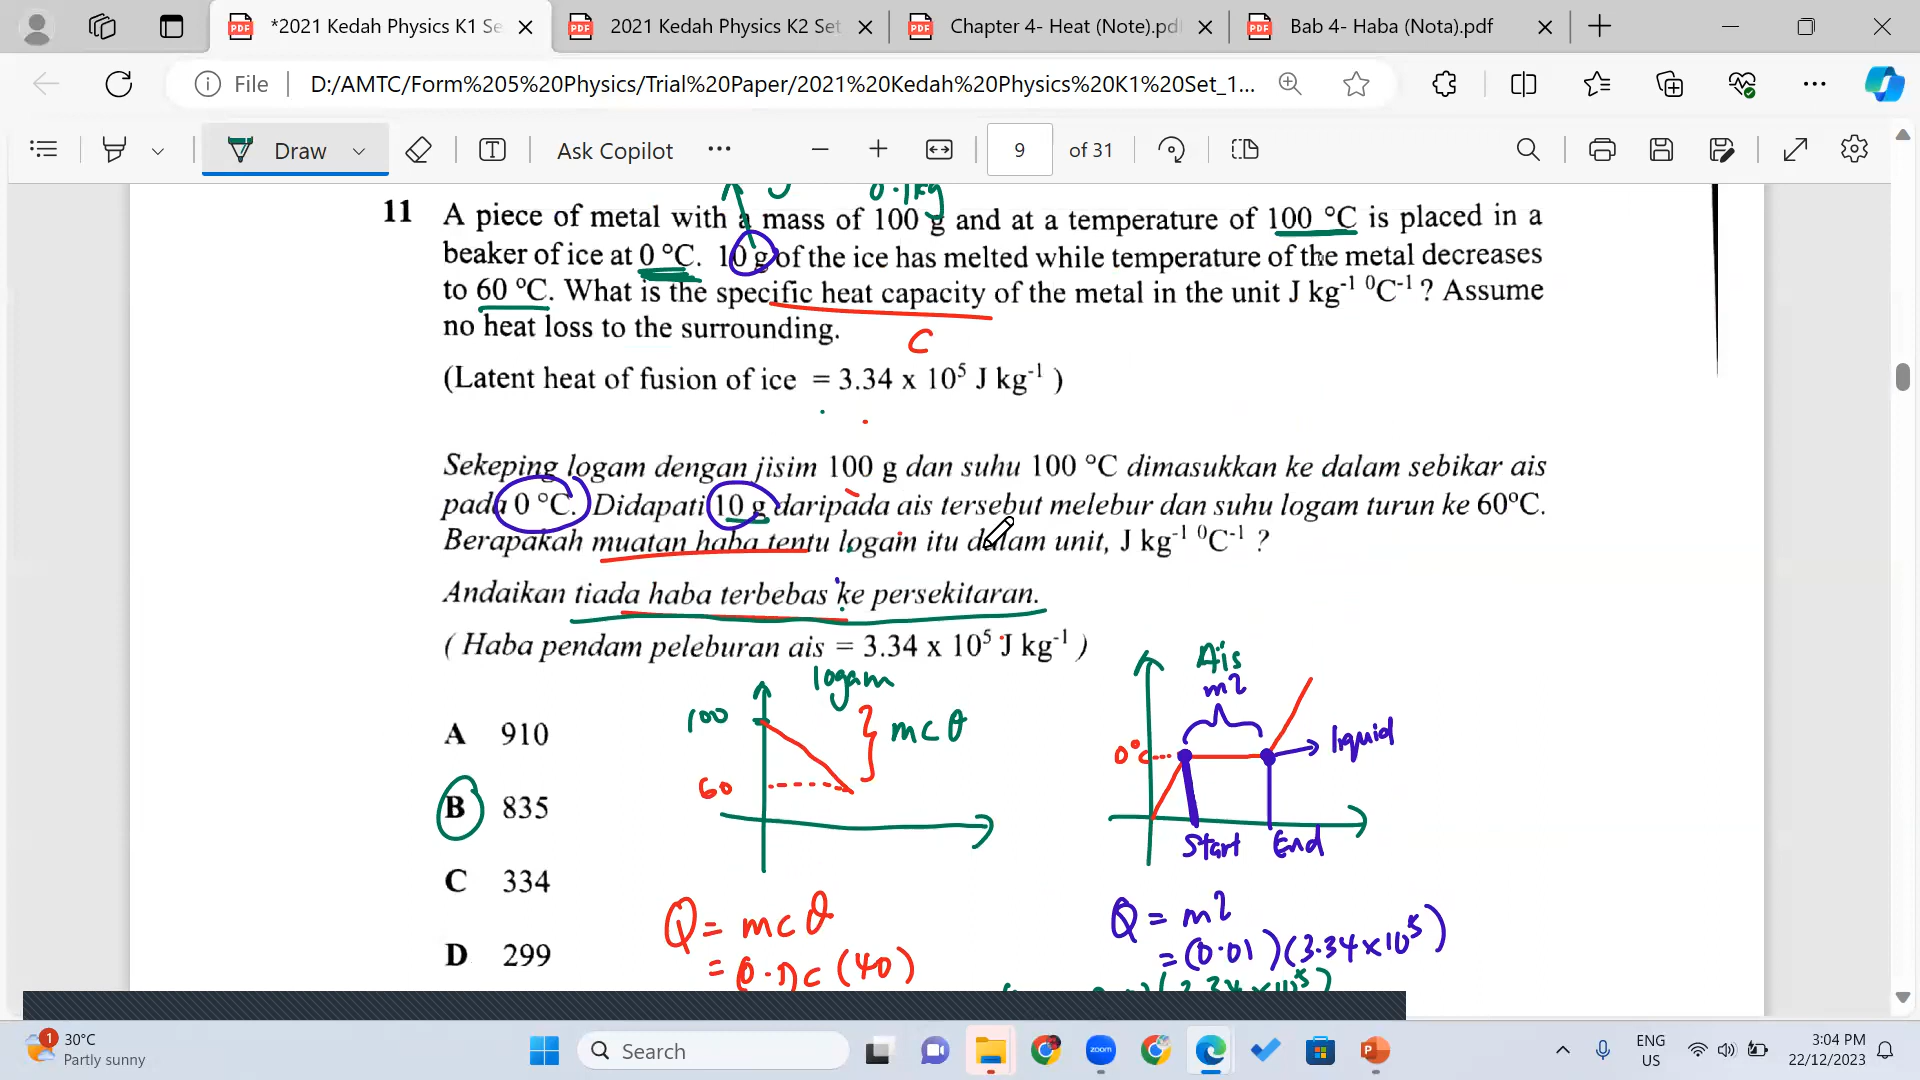 *2021 Kedah Physics K1 Se
2021 Kedah Physics K2 Set
Chapter 4- Heat (Note).pd
Bab 4- Haba (Nota).pdf
File
D:/AMTC/Form%205%20Physics/Trial%20Paper/2021%20Kedah%20Physics%20K1%20Set_1...
Draw
Ask Copilot
9
of 31
0.1kg
11
A piece of metal with a mass of 100 g and at a temperature of 100 °C is placed in a
beaker of ice at 0 °C. 10 g of the ice has melted while temperature of the metal decreases
to 60 °C. What is the specific heat capacity of the metal in the unit J kg⁻¹ ⁰C⁻¹ ? Assume
no heat loss to the surrounding.
c
(Latent heat of fusion of ice = 3.34 x 10⁵ J kg⁻¹ )
Sekeping logam dengan jisim 100 g dan suhu 100 °C dimasukkan ke dalam sebikar ais
pada 0 °C. Didapati 10 g daripada ais tersebut melebur dan suhu logam turun ke 60°C.
Berapakah muatan haba tentu logam itu dalam unit, J kg⁻¹ ⁰C⁻¹ ?
Andaikan tiada haba terbebas ke persekitaran.
( Haba pendam peleburan ais = 3.34 x 10⁵ J kg⁻¹ )
logam
100
mcθ
60
Ais
ml
0°c
liquid
Start End
A 910
B 835
C 334
D 299
Q = mcθ
= 0.1c (40)
Q = ml
= (0.01)(3.34×10⁵)
30°C
Partly sunny
1
Search
zoom
ENG
US
3:04 PM
22/12/2023